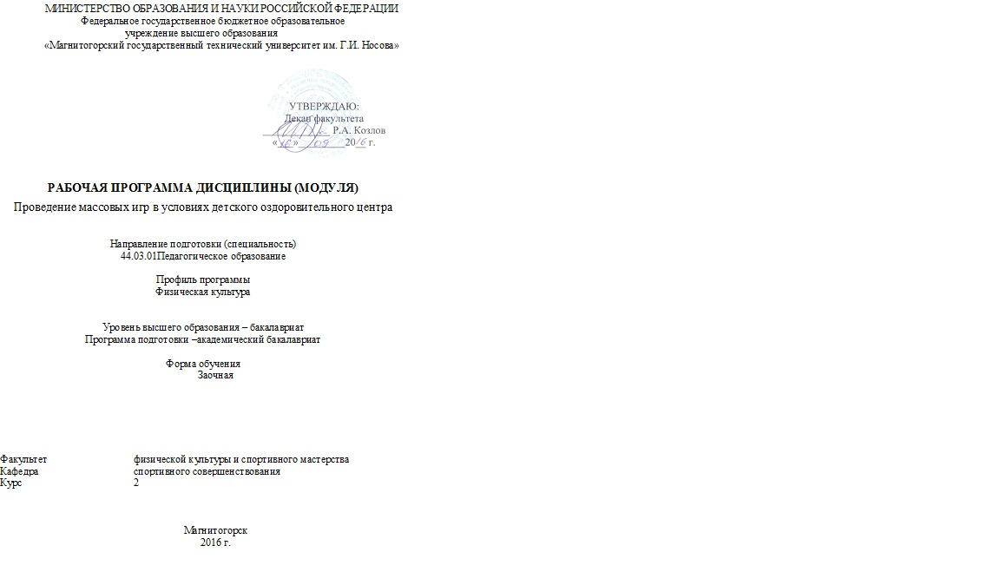 МИНИСТЕРСТВО ОБРАЗОВАНИЯ И НАУКИ РОССИЙСКОЙ ФЕДЕРАЦИИ
Федеральное государственное бюджетное образовательное
учреждение высшего образования
«Магнитогорский государственный технический университет им. Г.И. Носова»
УТВЕРЖДАЮ:
Декан факультета
Р.А. Козлов
«16» 09 2016 г.
РАБОЧАЯ ПРОГРАММА ДИСЦИПЛИНЫ (МОДУЛЯ)
Проведение массовых игр в условиях детского оздоровительного центра
Направление подготовки (специальность)
44.03.01Педагогическое образование
Профиль программы
Физическая культура
Уровень высшего образования – бакалавриат
Программа подготовки –академический бакалавриат
Форма обучения
Заочная
Факультет физической культуры и спортивного мастерства
Кафедра спортивного совершенствования
Курс 2
Магнитогорск
2016 г.